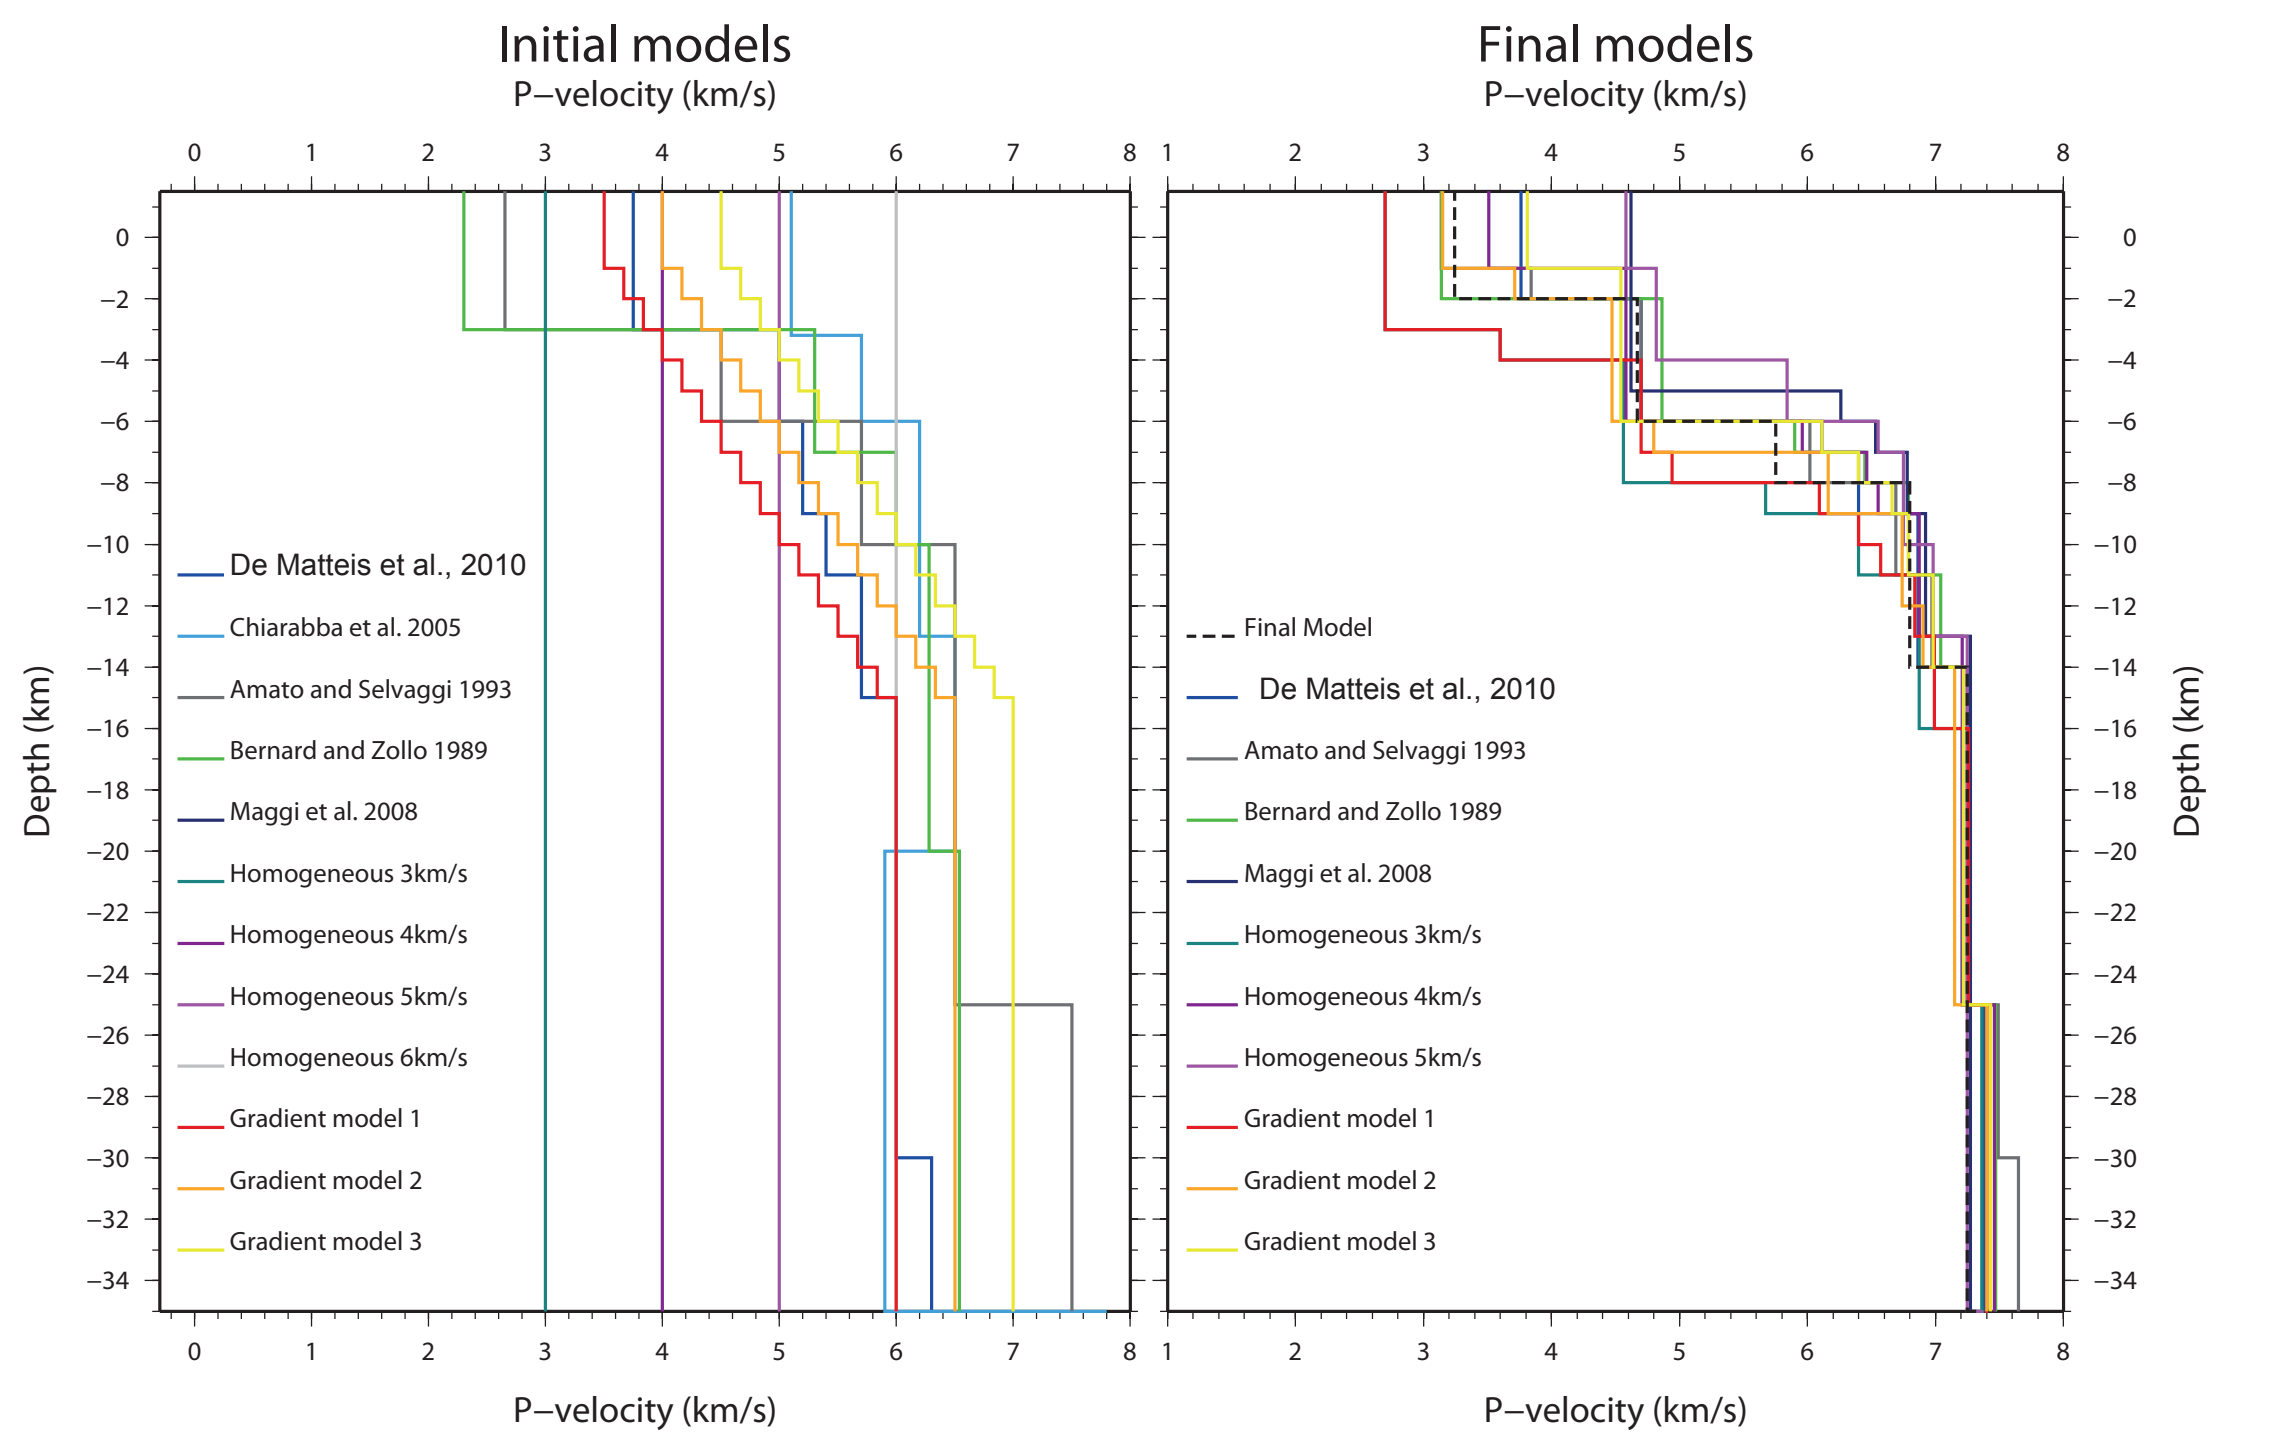 Initial models
P−velocity (km/s)
0 1 2 3 4 5 6 7 8
Depth (km)
0
−2
−4
−6
−8
−10
−12
−14
−16
−18
−20
−22
−24
−26
−28
−30
−32
−34
De Matteis et al., 2010
Chiarabba et al. 2005
Amato and Selvaggi 1993
Bernard and Zollo 1989
Maggi et al. 2008
Homogeneous 3km/s
Homogeneous 4km/s
Homogeneous 5km/s
Homogeneous 6km/s
Gradient model 1
Gradient model 2
Gradient model 3
0 1 2 3 4 5 6 7 8
P−velocity (km/s)
Final models
P−velocity (km/s)
1 2 3 4 5 6 7 8
Final Model
De Matteis et al., 2010
Amato and Selvaggi 1993
Bernard and Zollo 1989
Maggi et al. 2008
Homogeneous 3km/s
Homogeneous 4km/s
Homogeneous 5km/s
Gradient model 1
Gradient model 2
Gradient model 3
0
−2
−4
−6
−8
−10
−12
−14
−16
−18
−20
−22
−24
−26
−28
−30
−32
−34
Depth (km)
1 2 3 4 5 6 7 8
P−velocity (km/s)